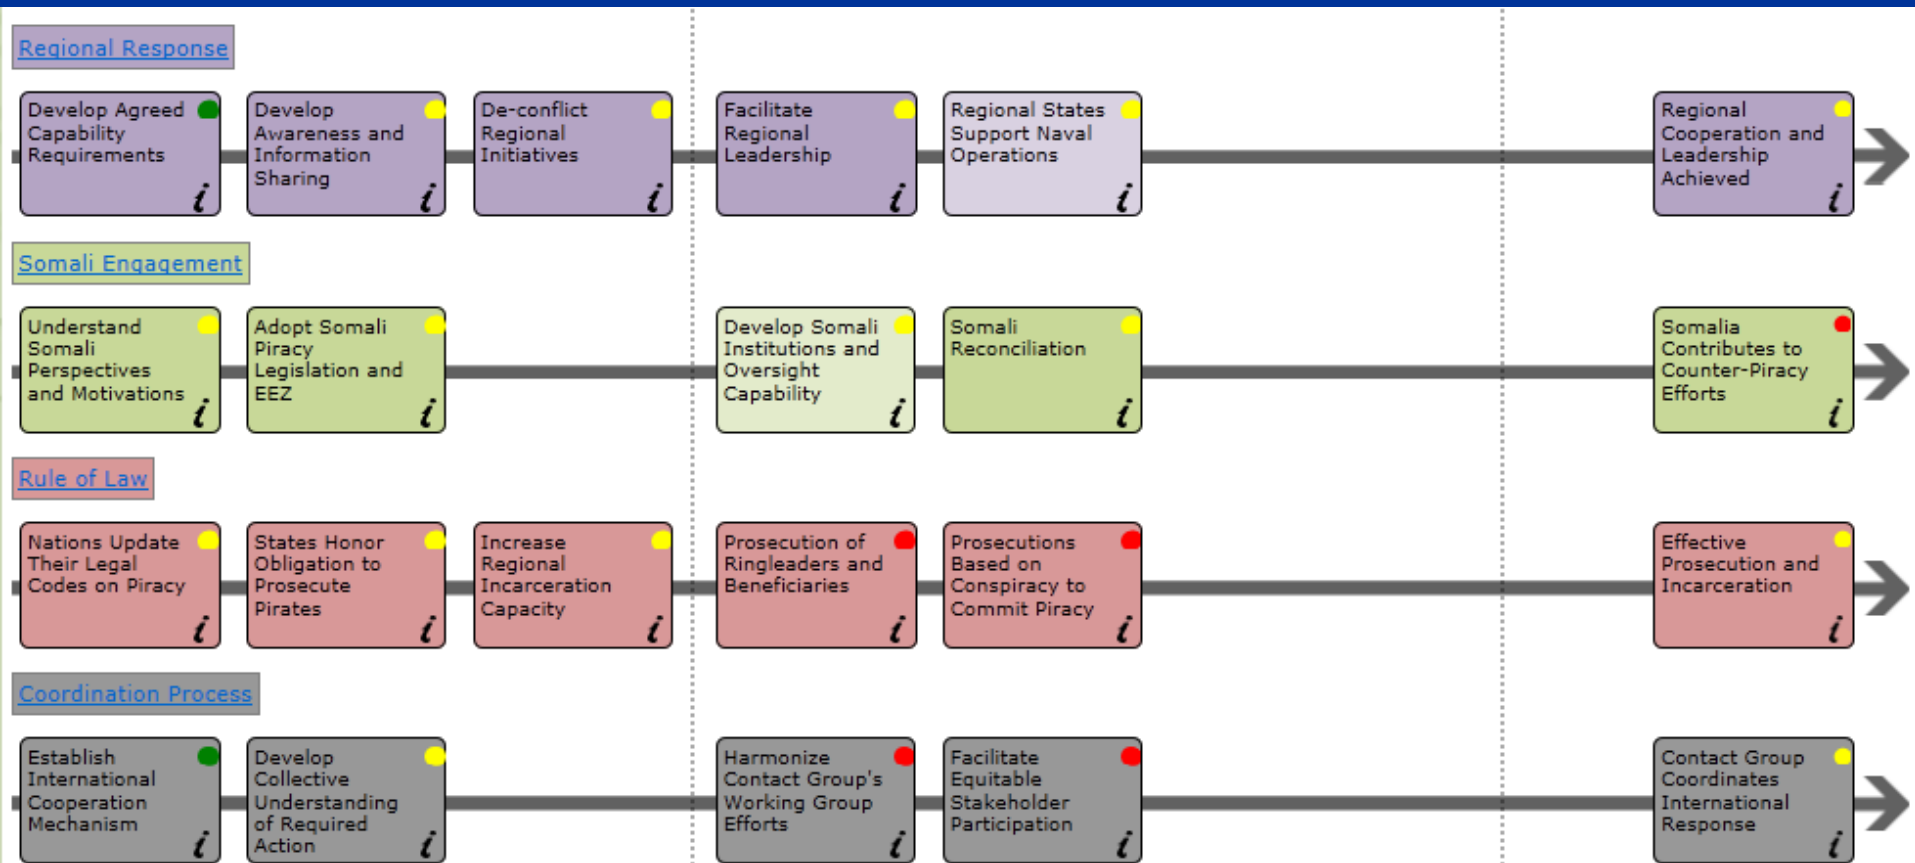 Regional Response
Develop Agreed
Capability
Requirements
i
Develop
Awareness and
Information
Sharing
i
De-conflict
Regional
Initiatives
i
Facilitate
Regional
Leadership
i
Regional States
Support Naval
Operations
i
Regional
Cooperation and
Leadership
Achieved
i
Somali Engagement
Understand
Somali
Perspectives
and Motivations
i
Adopt Somali
Piracy
Legislation and
EEZ
i
Develop Somali
Institutions and
Oversight
Capability
i
Somali
Reconciliation
i
Somalia
Contributes to
Counter-Piracy
Efforts
i
Rule of Law
Nations Update
Their Legal
Codes on Piracy
i
States Honor
Obligation to
Prosecute
Pirates
i
Increase
Regional
Incarceration
Capacity
i
Prosecution of
Ringleaders and
Beneficiaries
i
Prosecutions
Based on
Conspiracy to
Commit Piracy
i
Effective
Prosecution and
Incarceration
i
Coordination Process
Establish
International
Cooperation
Mechanism
i
Develop
Collective
Understanding
of Required
Action
i
Harmonize
Contact Group's
Working Group
Efforts
i
Facilitate
Equitable
Stakeholder
Participation
i
Contact Group
Coordinates
International
Response
i